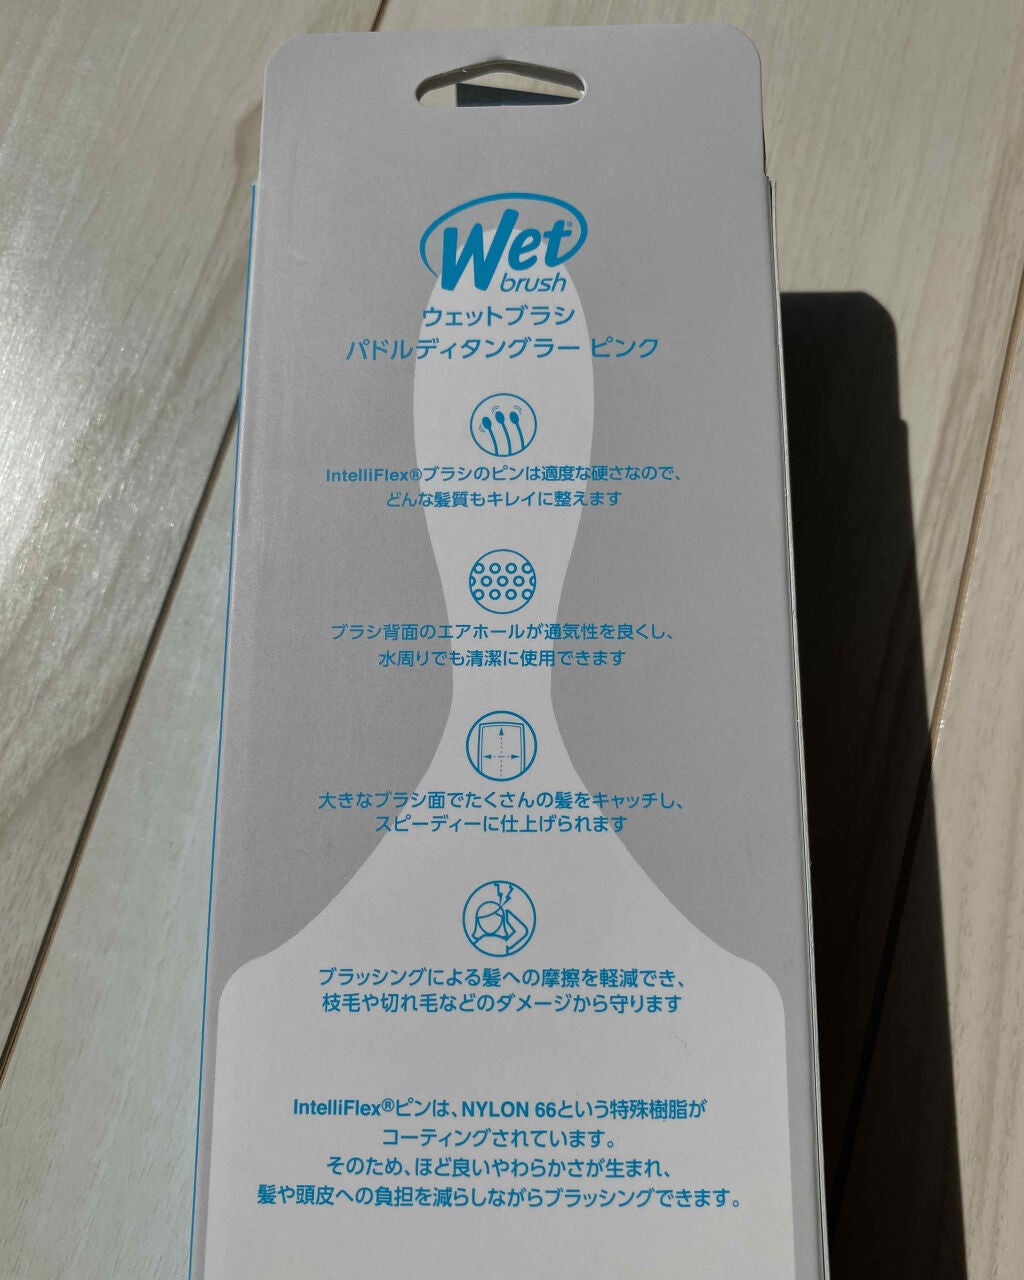 Wet®
brush
ウェットブラシ
パドルディタングラー ピンク
IntelliFlex®ブラシのピンは適度な硬さなので、
どんな髪質もキレイに整えます
ブラシ背面のエアホールが通気性を良くし、
水周りでも清潔に使用できます
大きなブラシ面でたくさんの髪をキャッチし、
スピーディーに仕上げられます
ブラッシングによる髪への摩擦を軽減でき、
枝毛や切れ毛などのダメージから守ります
IntelliFlex®ピンは、NYLON 66という特殊樹脂が
コーティングされています。
そのため、ほど良いやわらかさが生まれ、
髪や頭皮への負担を減らしながらブラッシングできます。